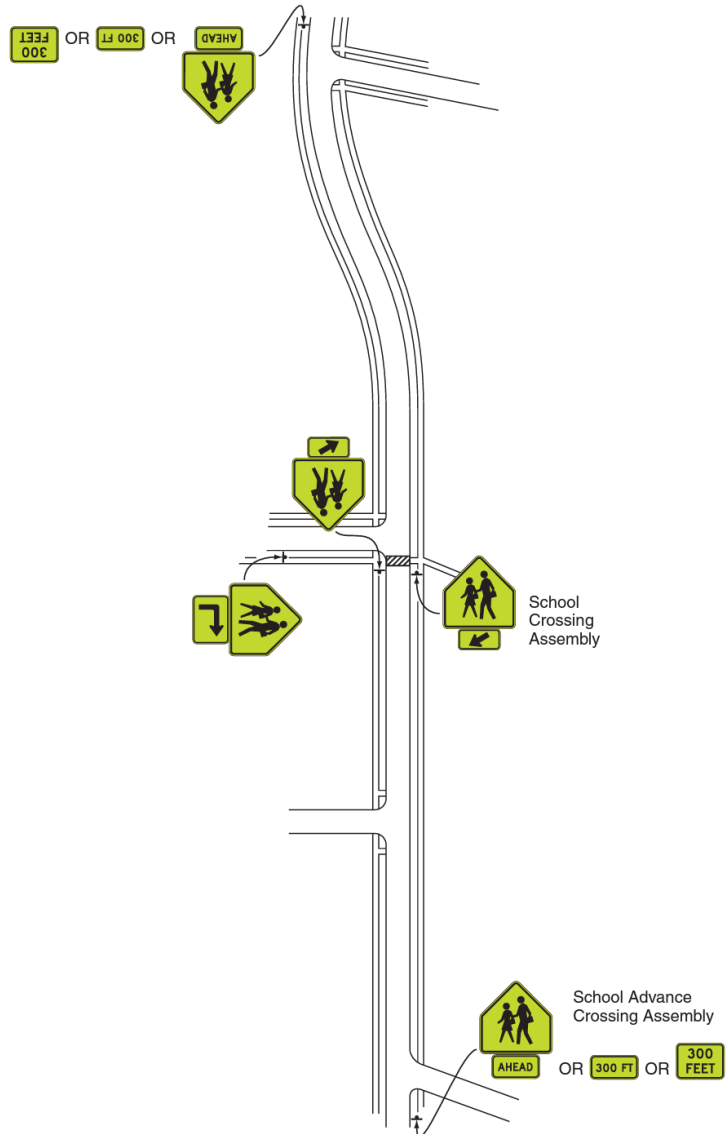 300
FEET
OR
300 FT
OR
AHEAD
School
Crossing
Assembly
School Advance
Crossing Assembly
AHEAD
OR
300 FT
OR
300
FEET